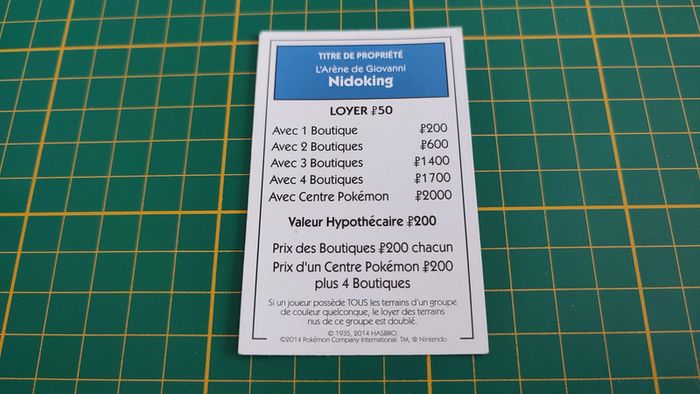 TITRE DE PROPRIÉTÉ
L'Arène de Giovanni
Nidoking
LOYER ₽50
Avec 1 Boutique ₽200
Avec 2 Boutiques ₽600
Avec 3 Boutiques ₽1400
Avec 4 Boutiques ₽1700
Avec Centre Pokémon ₽2000
Valeur Hypothécaire ₽200
Prix des Boutiques ₽200 chacun
Prix d'un Centre Pokémon ₽200
plus 4 Boutiques
Si un joueur possède TOUS les terrains d'un groupe
de couleur quelconque, le loyer des terrains
nus de ce groupe est doublé.
© 1935, 2014 HASBRO.
©2014 Pokémon Company International. TM, ® Nintendo